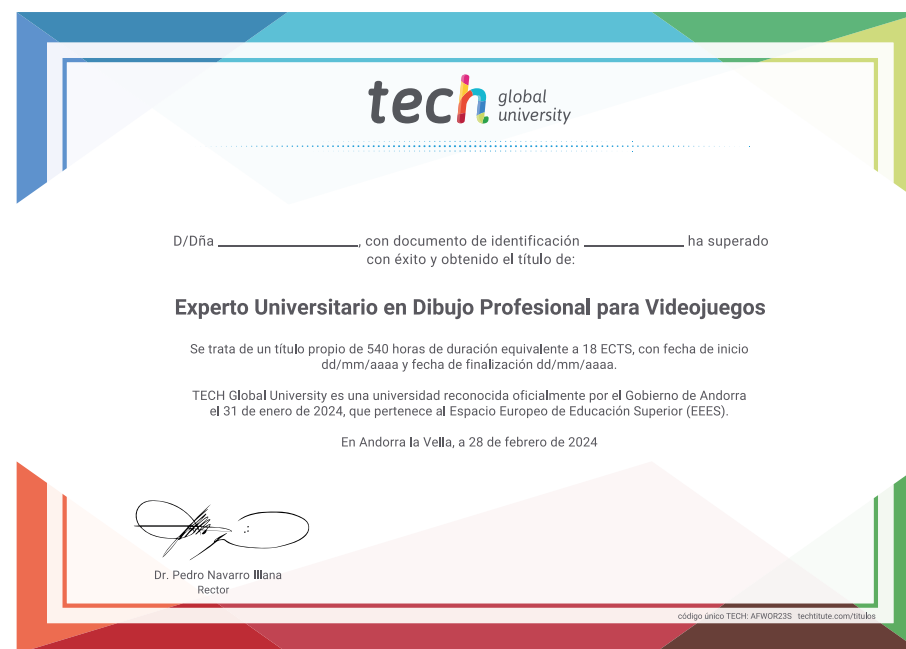 tech global
university
D/Dña ______________________, con documento de identificación ________________ ha superado
con éxito y obtenido el título de:
Experto Universitario en Dibujo Profesional para Videojuegos
Se trata de un título propio de 540 horas de duración equivalente a 18 ECTS, con fecha de inicio
dd/mm/aaaa y fecha de finalización dd/mm/aaaa.
TECH Global University es una universidad reconocida oficialmente por el Gobierno de Andorra
el 31 de enero de 2024, que pertenece al Espacio Europeo de Educación Superior (EEES).
En Andorra la Vella, a 28 de febrero de 2024
Dr. Pedro Navarro Illana
Rector
código único TECH: AFWOR23S techtitute.com/titulos